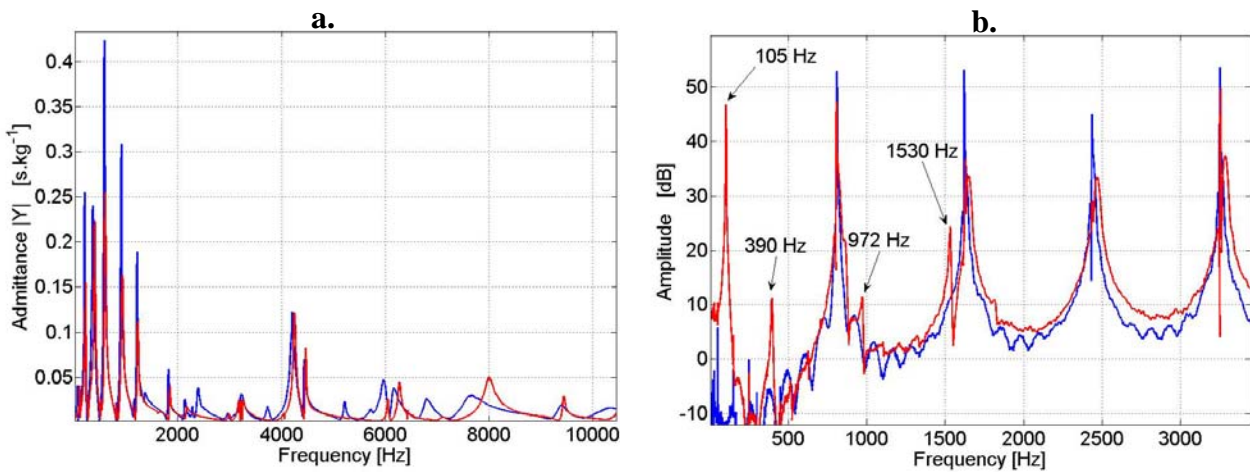 a.
0.4
0.35
0.3
0.25
0.2
0.15
0.1
0.05
Admittance |Y| [s.kg⁻¹]
2000 4000 6000 8000 10000
Frequency [Hz]
b.
50
40
30
20
10
0
-10
Amplitude [dB]
105 Hz
390 Hz
972 Hz
1530 Hz
500 1000 1500 2000 2500 3000
Frequency [Hz]